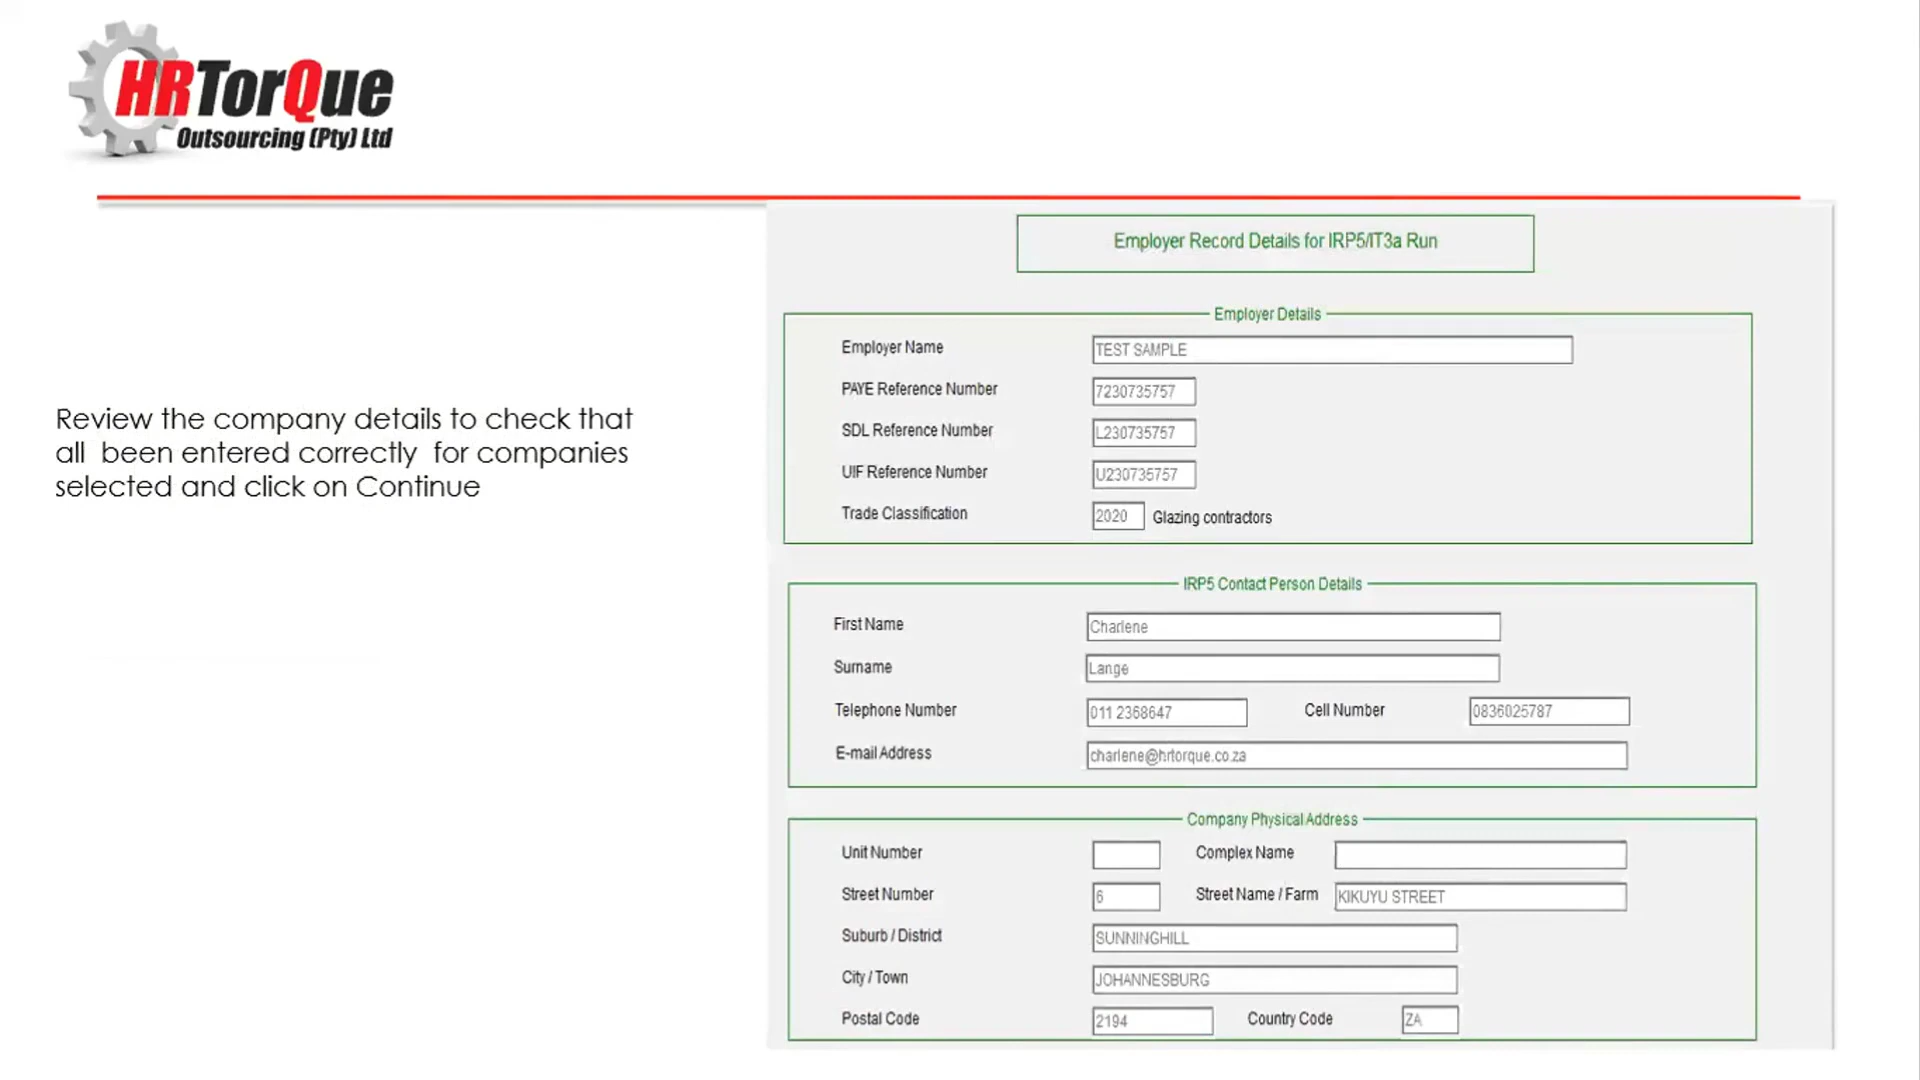 HRTorQue
Outsourcing (Pty) Ltd
Review the company details to check that
all been entered correctly for companies
selected and click on Continue
Employer Record Details for IRP5/IT3a Run
Employer Details
Employer Name TEST SAMPLE
PAYE Reference Number 7230735757
SDL Reference Number L230735757
UIF Reference Number U230735757
Trade Classification 2020 Glazing contractors
IRP5 Contact Person Details
First Name Charlene
Surname Lange
Telephone Number 011 2368647 Cell Number 0836025787
E-mail Address charlene@hrtorque.co.za
Company Physical Address
Unit Number Complex Name
Street Number 6 Street Name / Farm KIKUYU STREET
Suburb / District SUNNINGHILL
City / Town JOHANNESBURG
Postal Code 2194 Country Code ZA